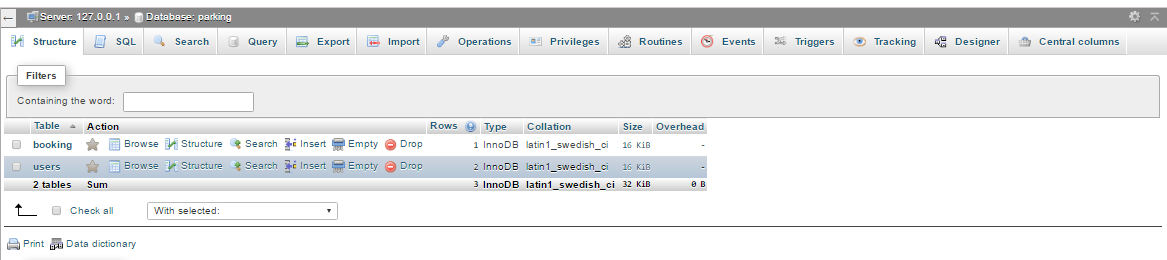 Server: 127.0.0.1 » Database: parking
Structure SQL Search Query Export Import Operations Privileges Routines Events Triggers Tracking Designer Central columns
Filters
Containing the word:
Table Action Rows Type Collation Size Overhead
booking Browse Structure Search Insert Empty Drop 1 InnoDB latin1_swedish_ci 16 KiB -
users Browse Structure Search Insert Empty Drop 2 InnoDB latin1_swedish_ci 16 KiB -
2 tables Sum 3 InnoDB latin1_swedish_ci 32 KiB 0 B
Check all With selected:
Print Data dictionary